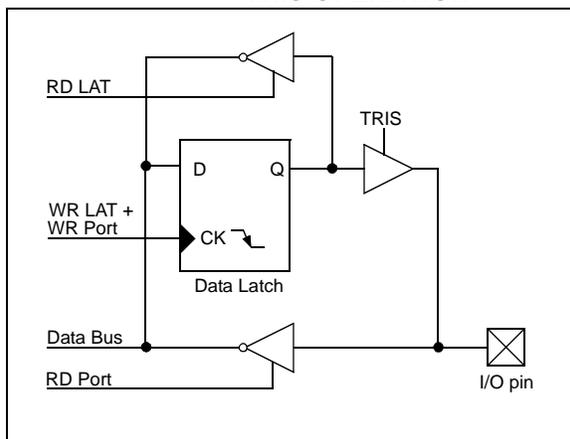 RD LAT
TRIS
D
Q
WR LAT +
WR Port
CK
Data Latch
Data Bus
RD Port
I/O pin